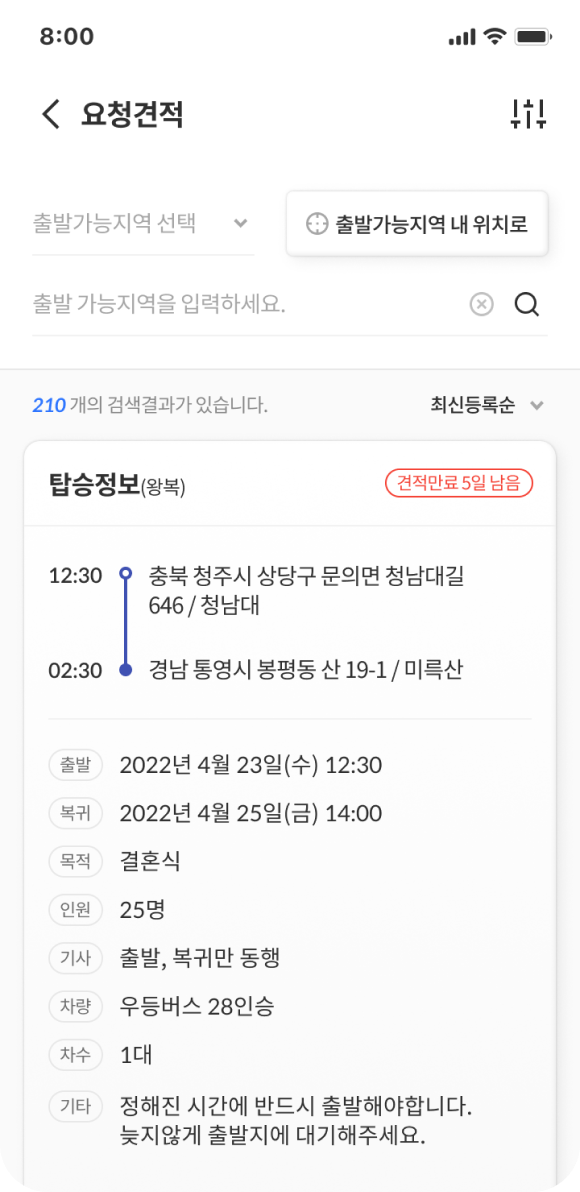 8:00
요청견적
출발가능지역 선택
출발가능지역 내 위치로
출발 가능지역을 입력하세요.
210 개의 검색결과가 있습니다.
최신등록순
탑승정보(왕복)
견적만료 5일 남음
12:30 충북 청주시 상당구 문의면 청남대길
646 / 청남대
02:30 경남 통영시 봉평동 산 19-1 / 미륵산
출발 2022년 4월 23일(수) 12:30
복귀 2022년 4월 25일(금) 14:00
목적 결혼식
인원 25명
기사 출발, 복귀만 동행
차량 우등버스 28인승
차수 1대
기타 정해진 시간에 반드시 출발해야합니다.
늦지않게 출발지에 대기해주세요.